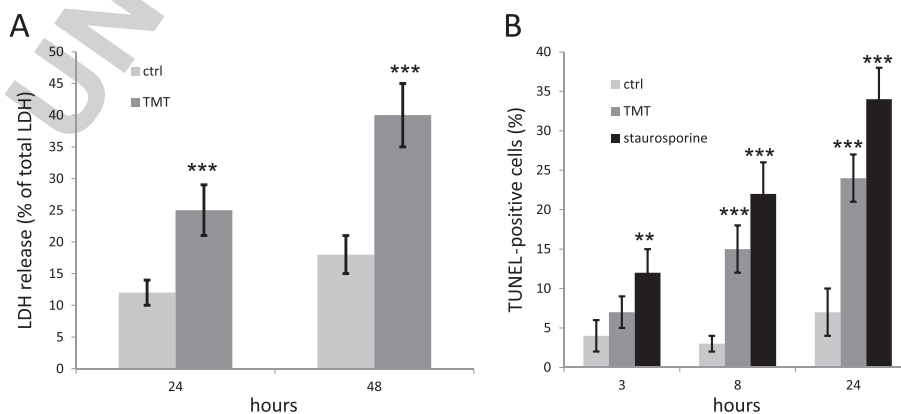 A
UN
LDH release (% of total LDH)
50
45
40
35
30
25
20
15
10
5
0
ctrl
TMT
***
***
24
48
hours
B
TUNEL-positive cells (%)
40
35
30
25
20
15
10
5
0
ctrl
TMT
staurosporine
**
***
***
***
***
3
8
24
hours